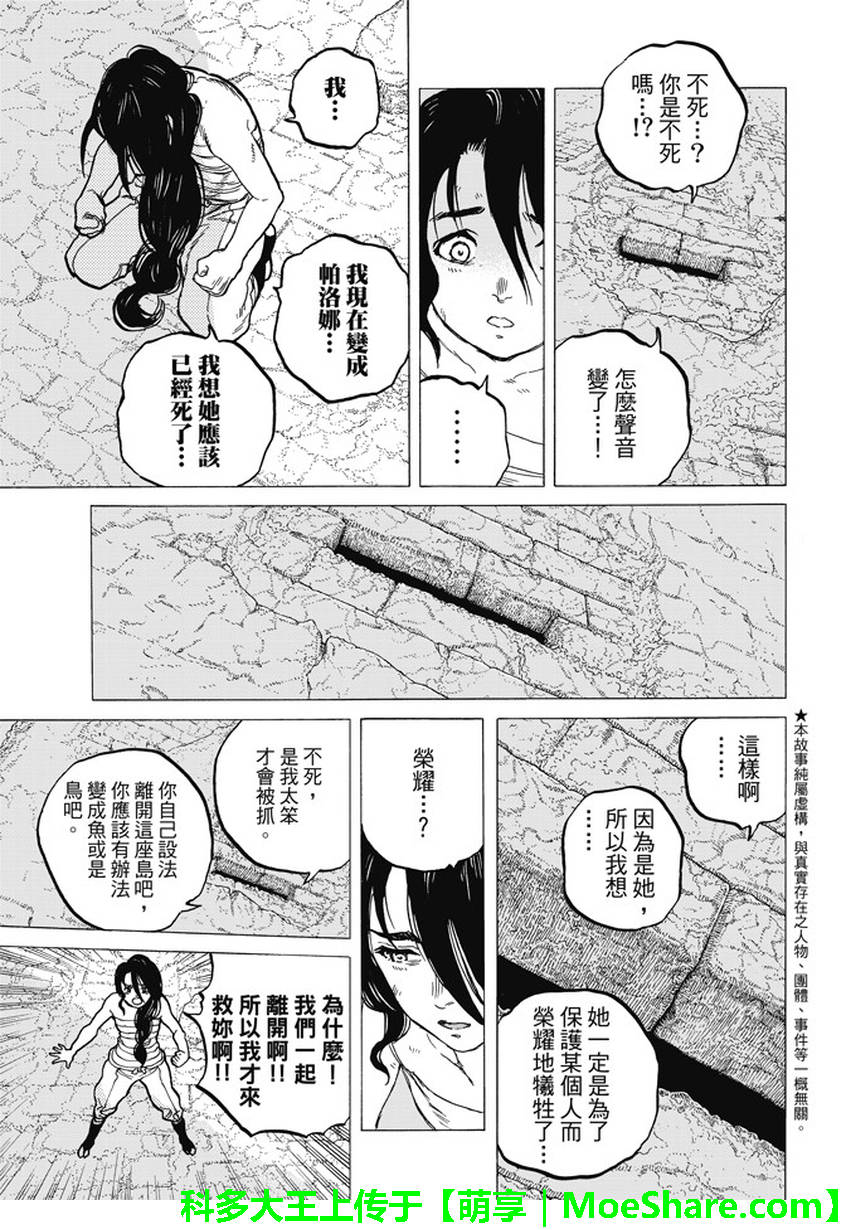 不死…？
你是不死
嗎…!?
怎麼聲音
變了…！
……
我…
我現在變成
帕洛娜…
我想她應該
已經死了…
這樣啊
……
因為是她，
所以我想
……
她一定是為了
保護某個人而
榮耀地犧牲了…
榮耀…？
不死，
是我太笨
才會被抓。
你自己設法
離開這座島吧，
你應該有辦法
變成魚或是
鳥吧。
為什麼！
我們一起
離開啊!!
所以我才來
救妳啊!!
★本故事純屬虛構，與真實存在之人物、團體、事件等一概無關。
科多大王上传于【萌享｜MoeShare.com】